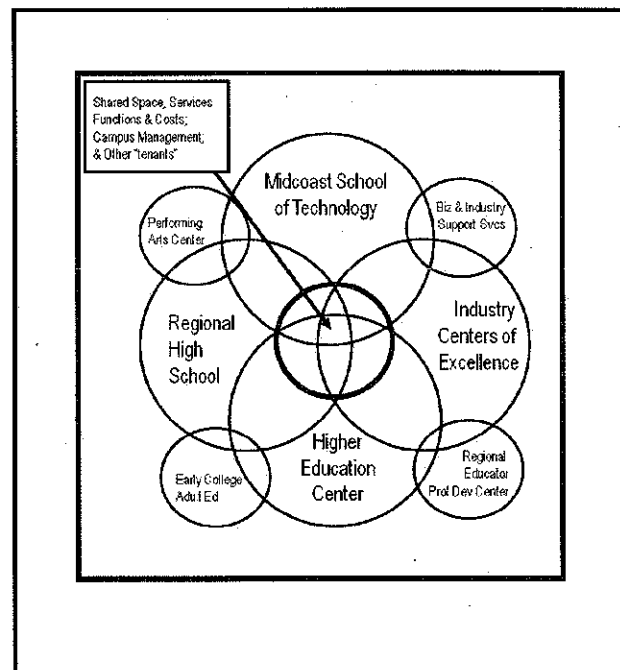 Shared Space, Services
Functions & Costs;
Campus Management;
& Other "tenants"
Midcoast School
of Technology
Performing
Arts Center
Biz & Industry
Support Svcs
Regional
High
School
Industry
Centers of
Excellence
Higher
Education
Center
Early College
Adult Ed
Regional
Educator
Prof Dev Center